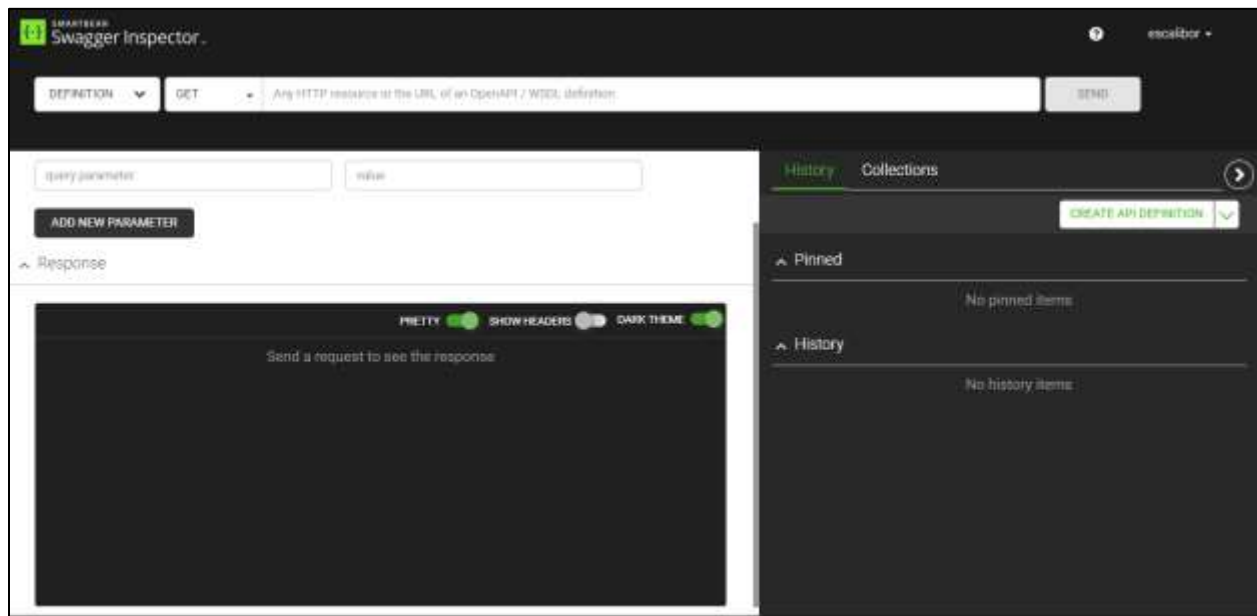 SMARTBEAR
Swagger Inspector™
escalibor
DEFINITION
GET
Any HTTP resource or the URL of an OpenAPI / WSDL definition
SEND
query parameter
value
ADD NEW PARAMETER
Response
PRETTY
SHOW HEADERS
DARK THEME
Send a request to see the response
History
Collections
CREATE API DEFINITION
Pinned
No pinned items
History
No history items